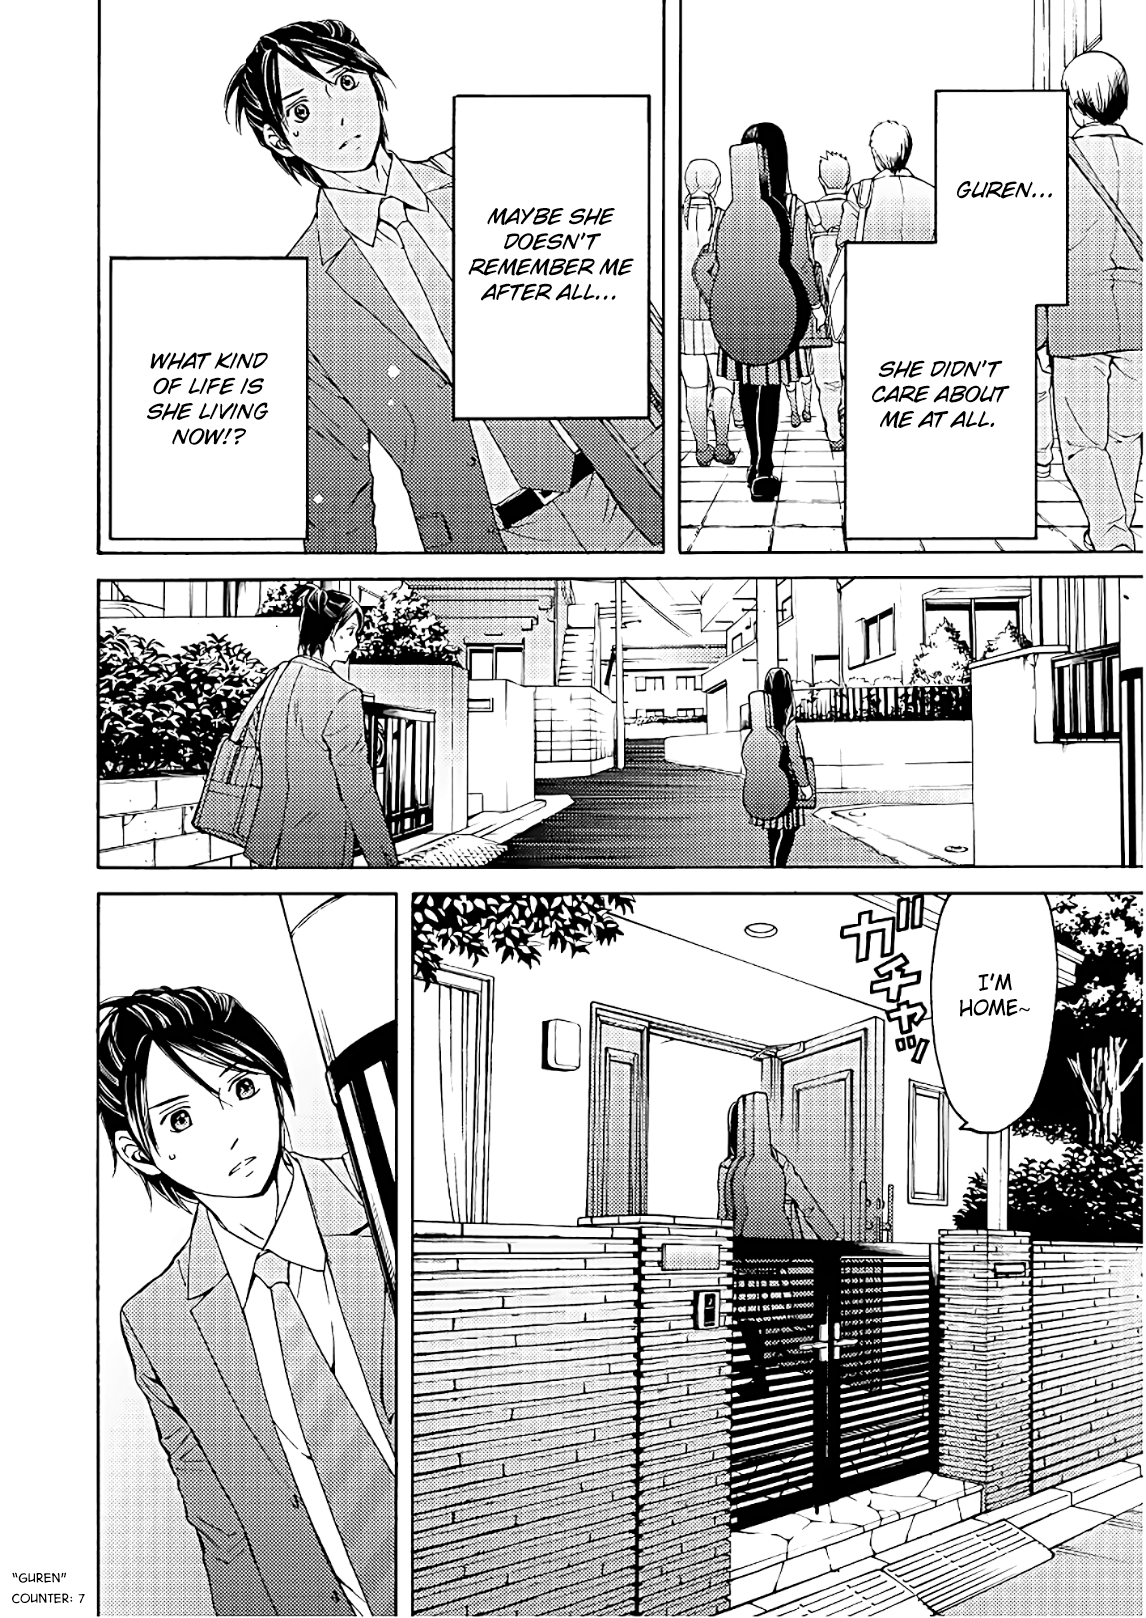 GUREN...
SHE DIDN'T
CARE ABOUT
ME AT ALL.
MAYBE SHE
DOESN'T
REMEMBER ME
AFTER ALL...
WHAT KIND
OF LIFE IS
SHE LIVING
NOW!?
I'M
HOME~
ガチャッ
"GUREN"
COUNTER: 7